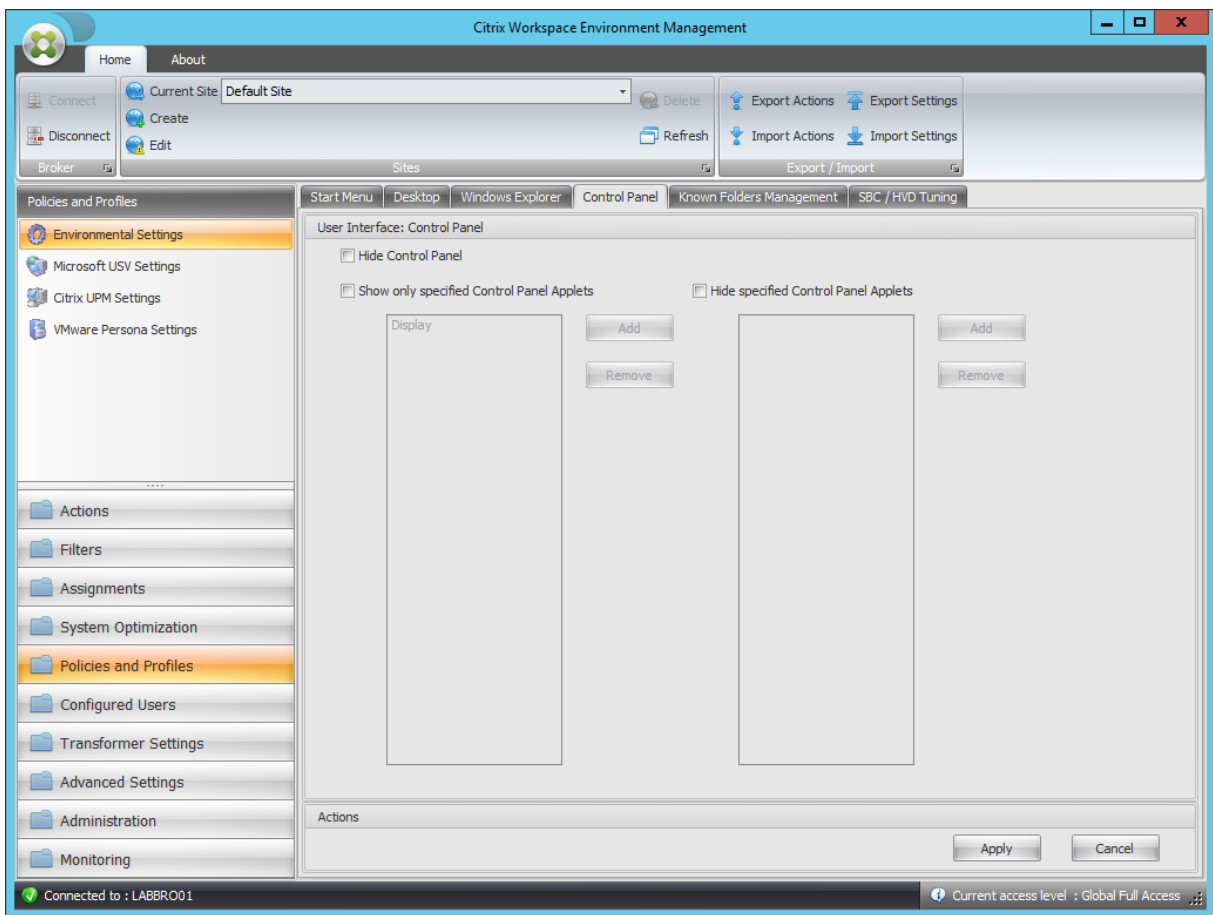 Citrix Workspace Environment Management
Home About
Connect
Disconnect
Broker
Current Site Default Site
Create
Edit
Delete
Refresh
Sites
Export Actions Export Settings
Import Actions Import Settings
Export / Import
Policies and Profiles
Environmental Settings
Microsoft USV Settings
Citrix UPM Settings
VMware Persona Settings
Actions
Filters
Assignments
System Optimization
Policies and Profiles
Configured Users
Transformer Settings
Advanced Settings
Administration
Monitoring
Start Menu Desktop Windows Explorer Control Panel Known Folders Management SBC / HVD Tuning
User Interface: Control Panel
Hide Control Panel
Show only specified Control Panel Applets
Hide specified Control Panel Applets
Display
Add
Remove
Add
Remove
Actions
Apply Cancel
Connected to : LABBRO01
Current access level : Global Full Access